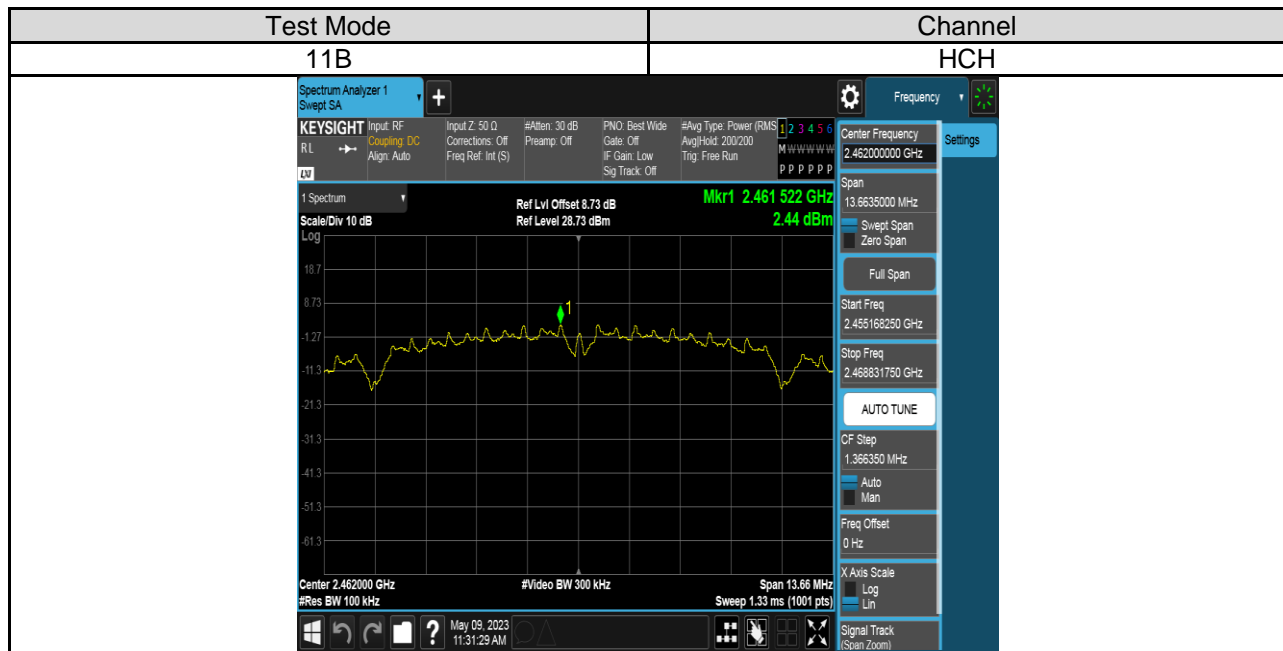 Test Mode Channel
11B HCH
Spectrum Analyzer 1
Swept SA
+
Frequency
KEYSIGHT
RL
LXI
Input: RF
Coupling: DC
Align: Auto
Input Z: 50 Ω
Corrections: Off
Freq Ref: Int (S)
#Atten: 30 dB
Preamp: Off
PNO: Best Wide
Gate: Off
IF Gain: Low
Sig Track: Off
#Avg Type: Power (RMS
Avg|Hold: 200/200
Trig: Free Run
1 2 3 4 5 6
M W W W W W
P P P P P P
1 Spectrum
Scale/Div 10 dB
Log
Ref Lvl Offset 8.73 dB
Ref Level 28.73 dBm
Mkr1 2.461 522 GHz
2.44 dBm
18.7
8.73
-1.27
-11.3
-21.3
-31.3
-41.3
-51.3
-61.3
1
Center 2.462000 GHz
#Res BW 100 kHz
#Video BW 300 kHz
Span 13.66 MHz
Sweep 1.33 ms (1001 pts)
?
May 09, 2023
11:31:29 AM
Center Frequency
2.462000000 GHz
Settings
Span
13.6635000 MHz
Swept Span
Zero Span
Full Span
Start Freq
2.455168250 GHz
Stop Freq
2.468831750 GHz
AUTO TUNE
CF Step
1.366350 MHz
Auto
Man
Freq Offset
0 Hz
X Axis Scale
Log
Lin
Signal Track
(Span Zoom)